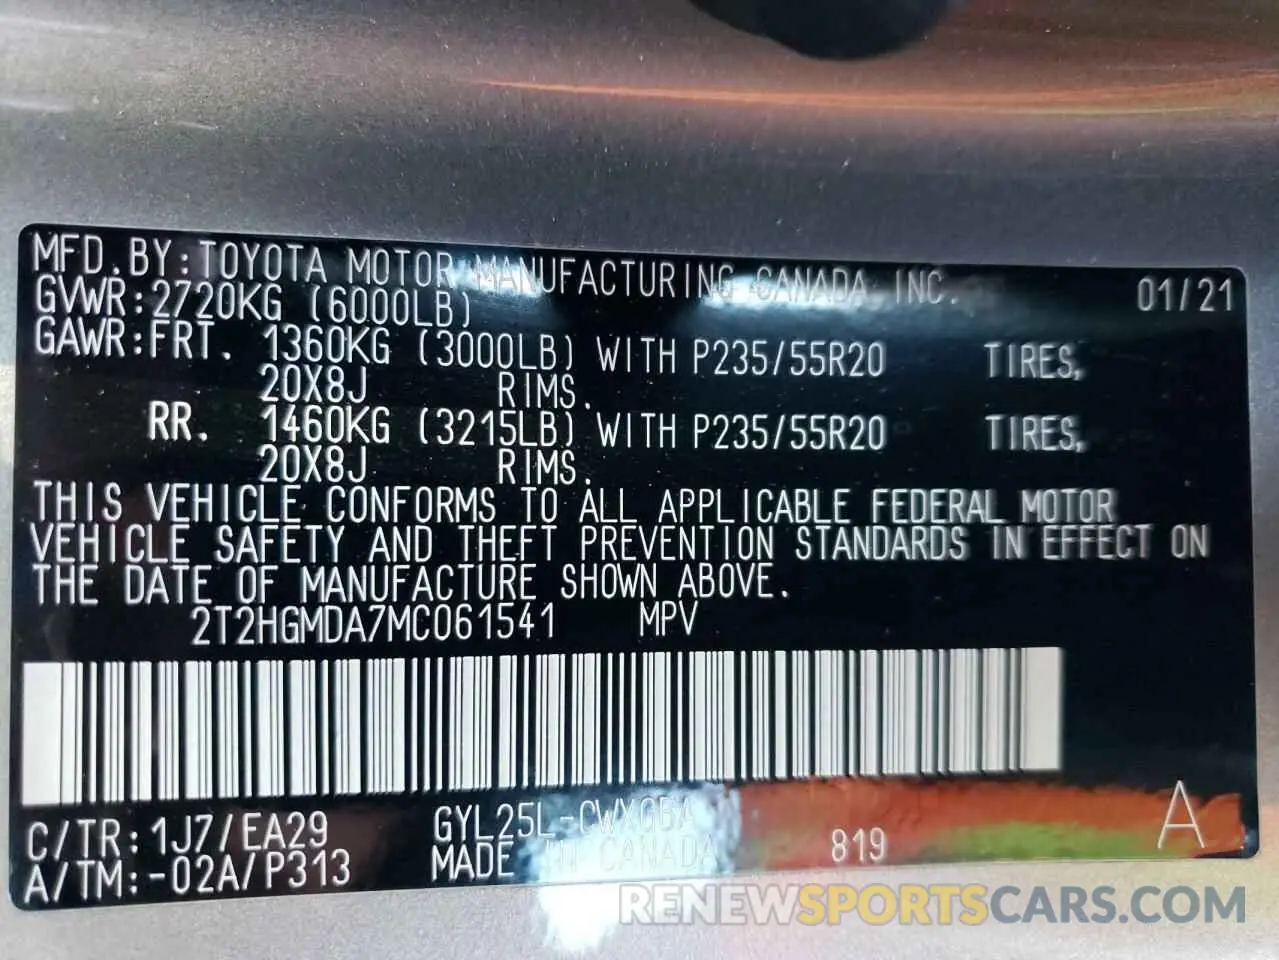 MFD.BY:TOYOTA MOTOR MANUFACTURING CANADA INC. 01/21
GVWR:2720KG (6000LB)
GAWR:FRT. 1360KG (3000LB) WITH P235/55R20 TIRES,
20X8J RIMS.
RR. 1460KG (3215LB) WITH P235/55R20 TIRES,
20X8J RIMS.
THIS VEHICLE CONFORMS TO ALL APPLICABLE FEDERAL MOTOR
VEHICLE SAFETY AND THEFT PREVENTION STANDARDS IN EFFECT ON
THE DATE OF MANUFACTURE SHOWN ABOVE.
2T2HGMDA7MC061541 MPV
C/TR:1J7/EA29 GYL25L-CWXGBA A
A/TM:-02A/P313 MADE IN CANADA 819
RENEWSPORTSCARS.COM